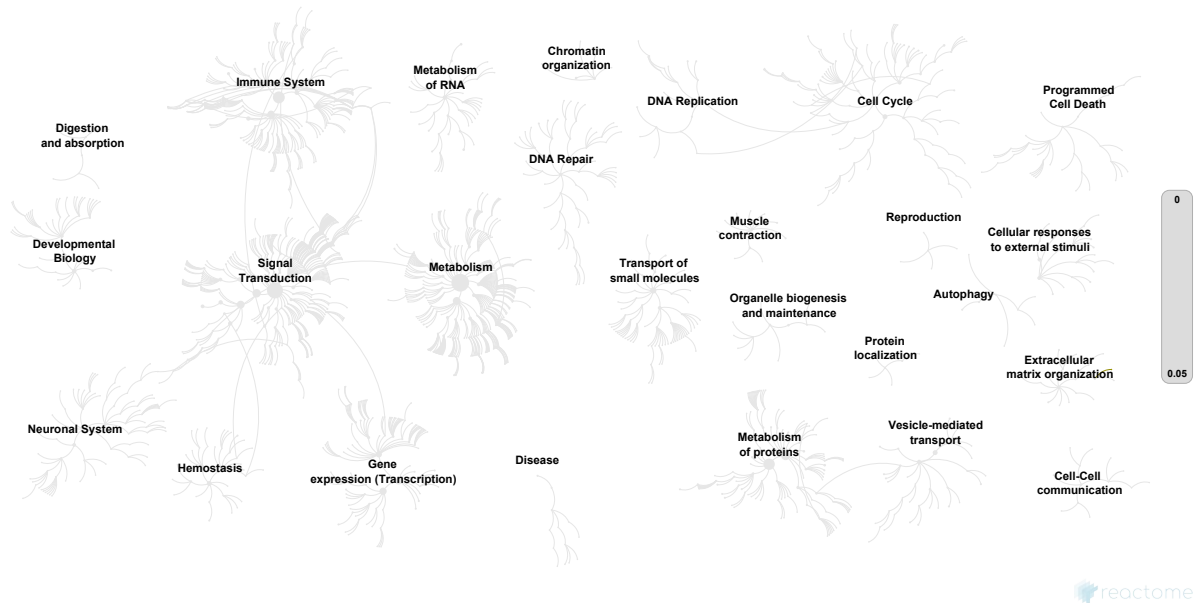 Chromatin
organization
Immune System
Metabolism
of RNA
DNA Replication
Cell Cycle
Programmed
Cell Death
Digestion
and absorption
DNA Repair
0
Developmental
Biology
Muscle
contraction
Reproduction
Cellular responses
to external stimuli
Signal
Transduction
Metabolism
Transport of
small molecules
Organelle biogenesis
and maintenance
Autophagy
Protein
localization
Extracellular
matrix organization
0.05
Neuronal System
Hemostasis
Gene
expression (Transcription)
Disease
Metabolism
of proteins
Vesicle-mediated
transport
Cell-Cell
communication
reactome